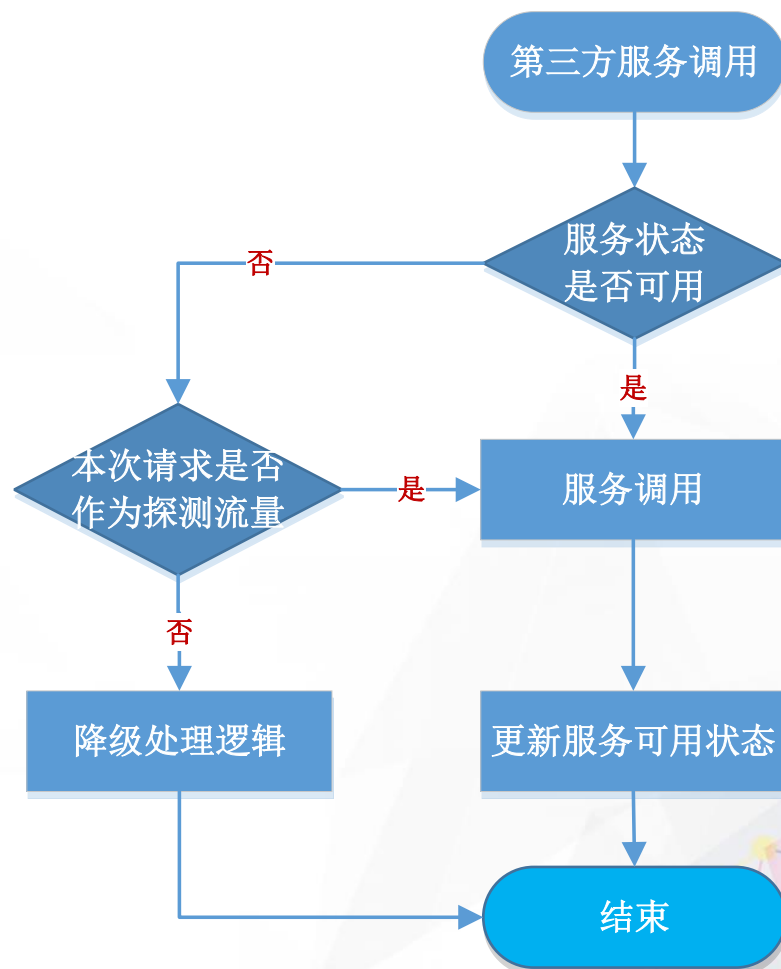 第三方服务调用
服务状态
是否可用
否
是
本次请求是否
作为探测流量
是
服务调用
否
降级处理逻辑
更新服务可用状态
结束